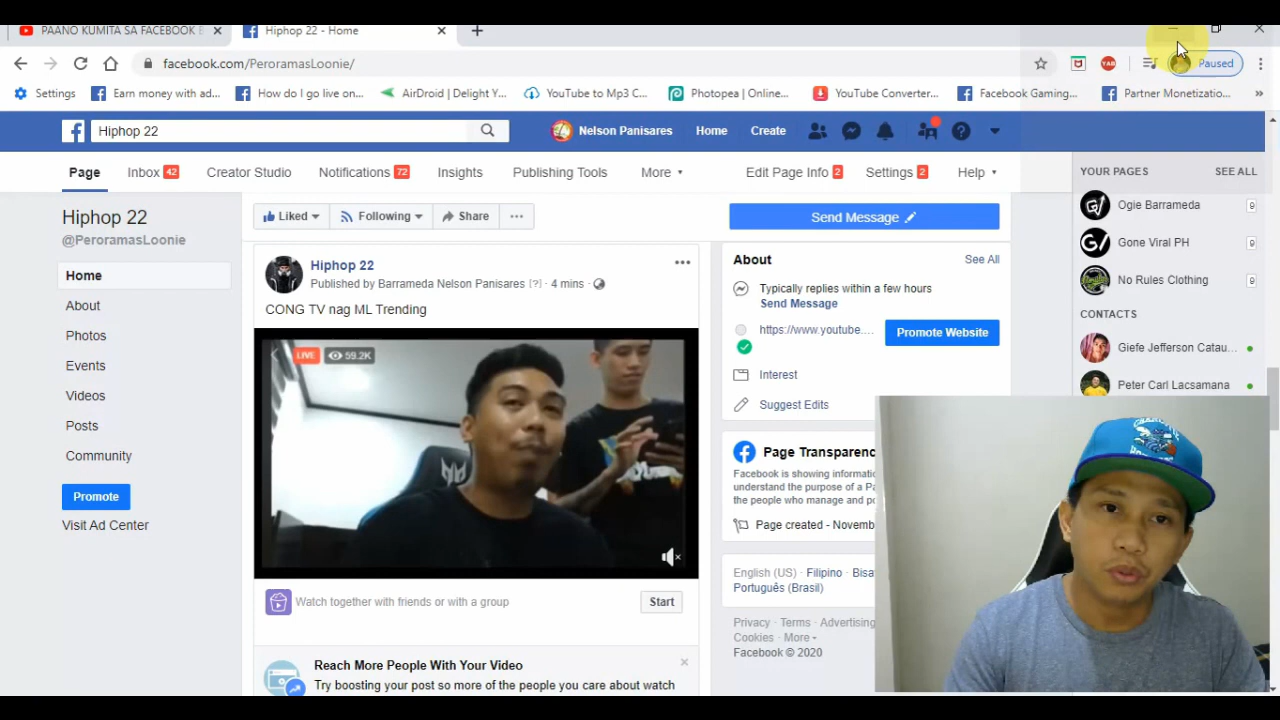 PAANO KUMITA SA FACEBOOK
Hiphop 22 - Home
facebook.com/PeroramasLoonie/
Paused
Settings
Earn money with ad...
How do I go live on...
AirDroid | Delight Y...
YouTube to Mp3 C...
Photopea | Online...
YouTube Converter...
Facebook Gaming...
Partner Monetizatio...
Hiphop 22
Nelson Panisares
Home
Create
Page
Inbox 42
Creator Studio
Notifications 72
Insights
Publishing Tools
More
Edit Page Info 2
Settings 2
Help
YOUR PAGES
SEE ALL
Ogie Barrameda 9
Gone Viral PH 9
No Rules Clothing 9
CONTACTS
Giefe Jefferson Catau...
Peter Carl Lacsamana
Hiphop 22
@PeroramasLoonie
Home
About
Photos
Events
Videos
Posts
Community
Promote
Visit Ad Center
Liked
Following
Share
...
Send Message
Hiphop 22
Published by Barrameda Nelson Panisares [?] · 4 mins ·
CONG TV nag ML Trending
LIVE 59.2K
Watch together with friends or with a group
Start
Reach More People With Your Video
Try boosting your post so more of the people you care about watch
About
See All
Typically replies within a few hours
Send Message
https://www.youtube....
Promote Website
Interest
Suggest Edits
Page Transparenc
Facebook is showing informati
understand the purpose of a Pa
the people who manage and po
Page created - Novemb
English (US) · Filipino · Bisa
Português (Brasil)
Privacy · Terms · Advertising
Cookies · More
Facebook © 2020